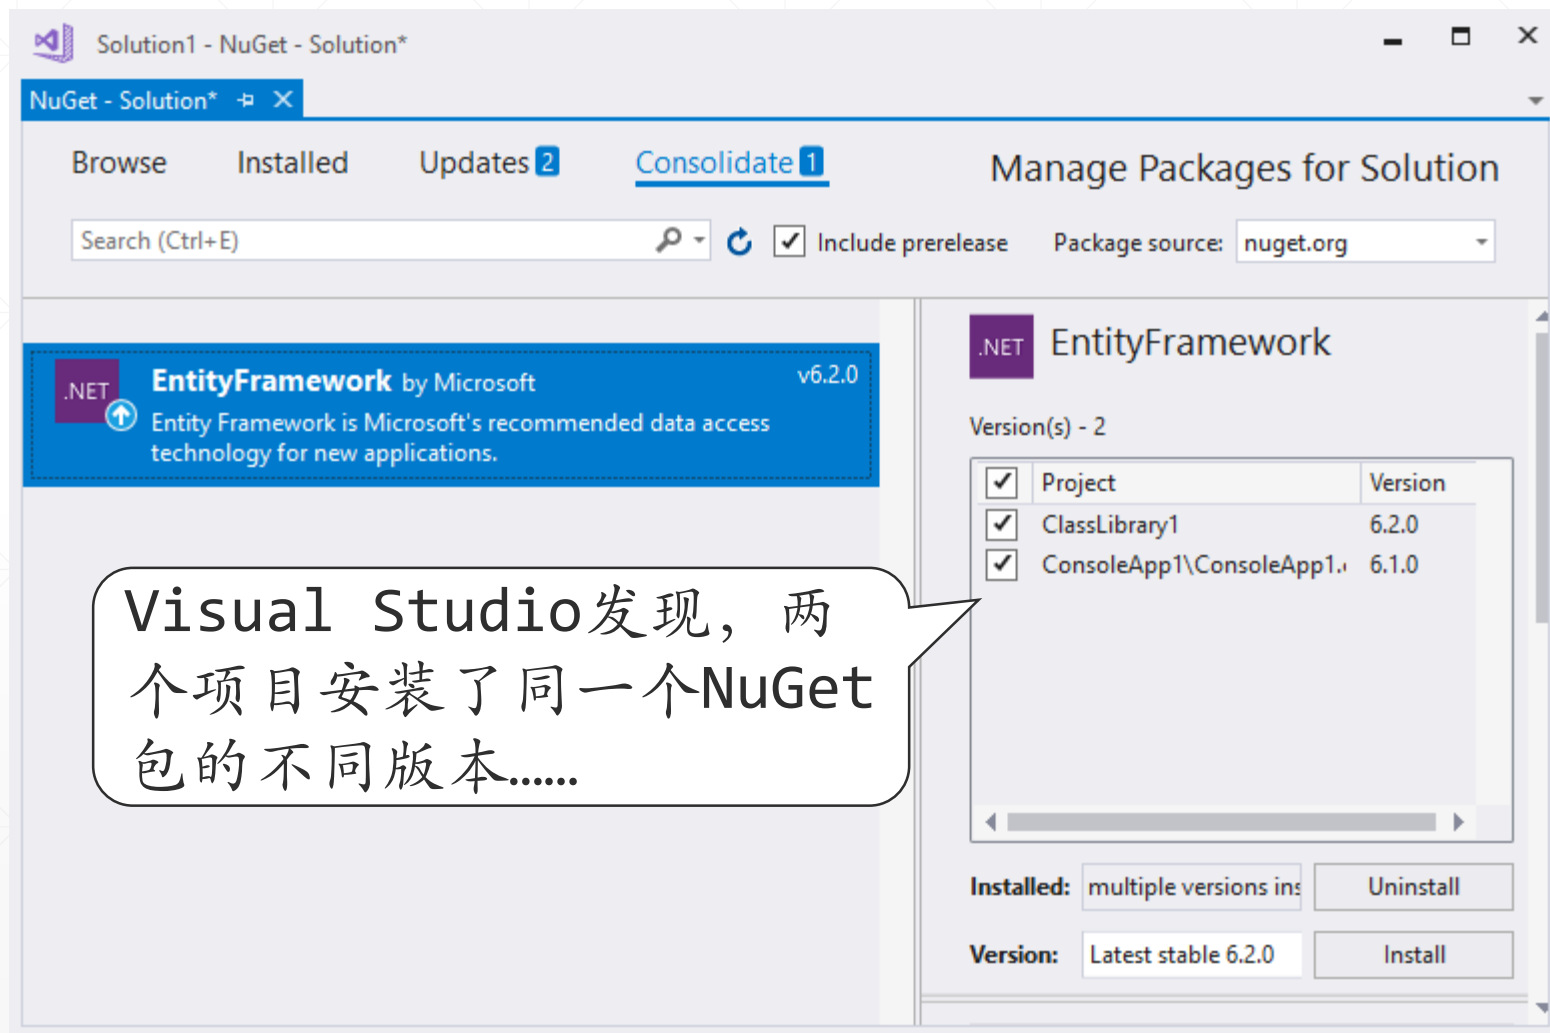 Solution1 - NuGet - Solution*
NuGet - Solution*
Browse Installed Updates 2 Consolidate 1 Manage Packages for Solution
Search (Ctrl+E) Include prerelease Package source: nuget.org
.NET EntityFramework by Microsoft v6.2.0
Entity Framework is Microsoft's recommended data access
technology for new applications.
Visual Studio发现，两
个项目安装了同一个NuGet
包的不同版本……
.NET EntityFramework
Version(s) - 2
Project Version
ClassLibrary1 6.2.0
ConsoleApp1\ConsoleApp1. 6.1.0
Installed: multiple versions ins Uninstall
Version: Latest stable 6.2.0 Install